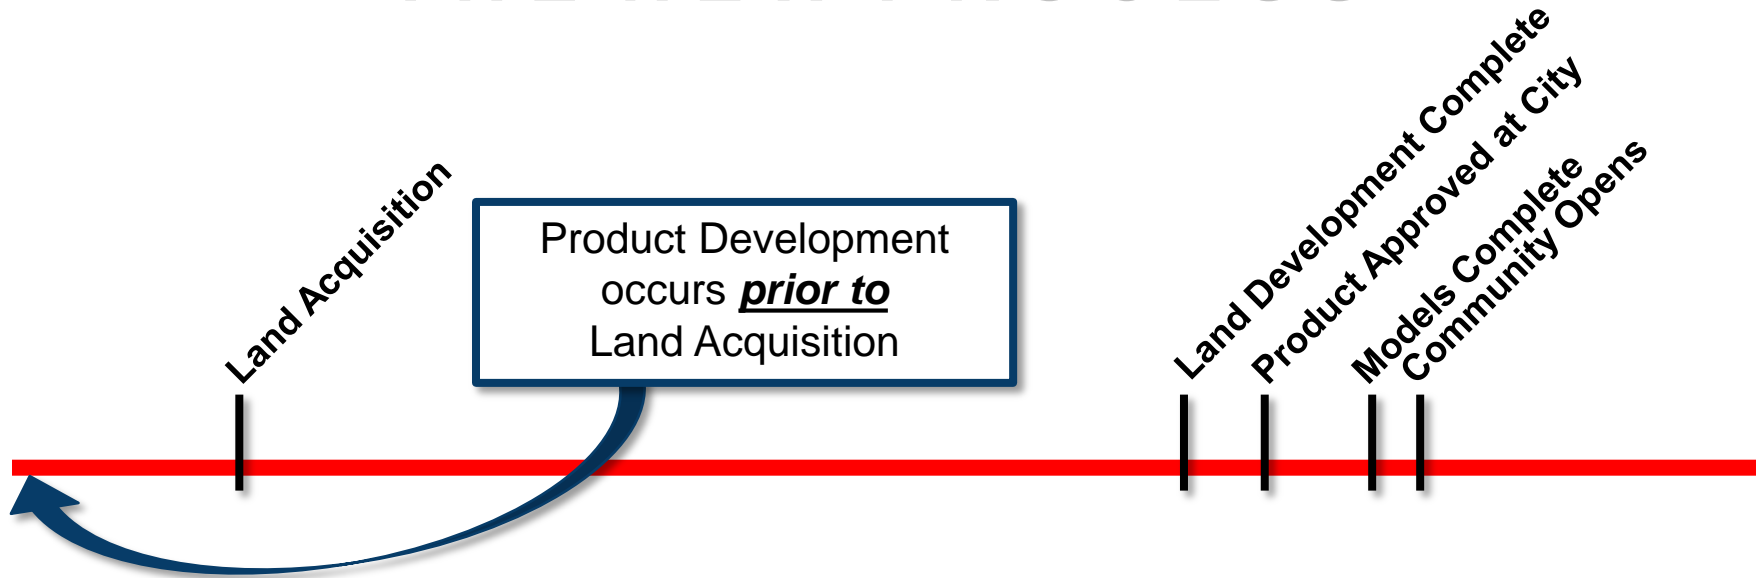 Land Acquisition
Product Development
occurs prior to
Land Acquisition
Land Development Complete
Product Approved at City
Models Complete
Community Opens